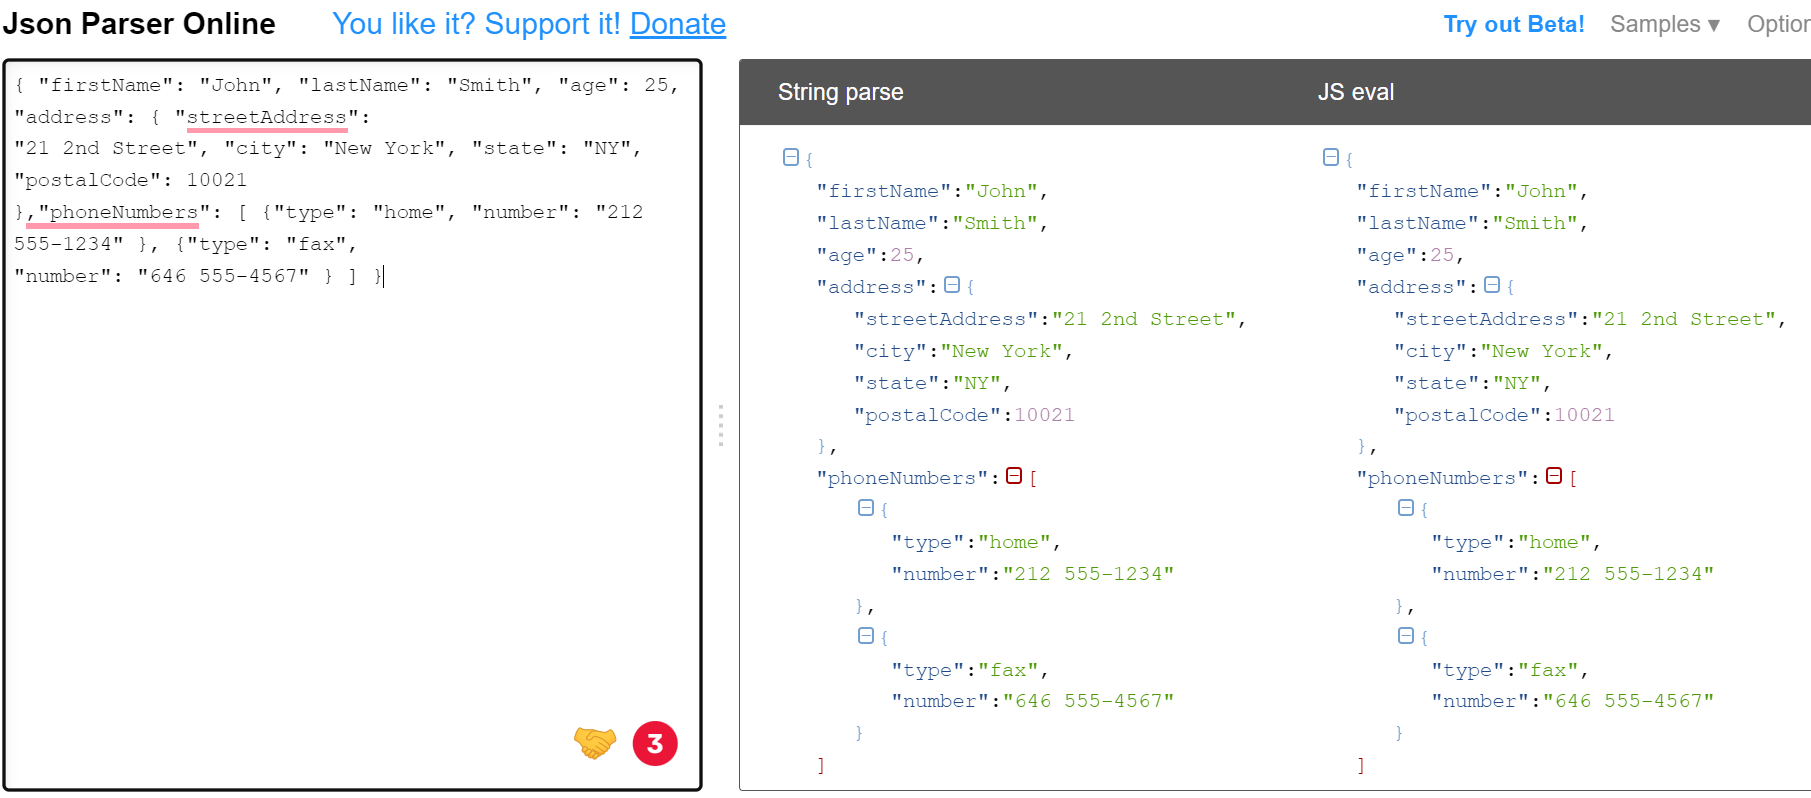 Json Parser Online You like it? Support it! Donate Try out Beta! Samples ▾
{ "firstName": "John", "lastName": "Smith", "age": 25,
"address": { "streetAddress":
"21 2nd Street", "city": "New York", "state": "NY",
"postalCode": 10021
},"phoneNumbers": [ {"type": "home", "number": "212
555-1234" }, {"type": "fax",
"number": "646 555-4567" } ] }
3
String parse
{
"firstName":"John",
"lastName":"Smith",
"age":25,
"address":{
"streetAddress":"21 2nd Street",
"city":"New York",
"state":"NY",
"postalCode":10021
},
"phoneNumbers":[
{
"type":"home",
"number":"212 555-1234"
},
{
"type":"fax",
"number":"646 555-4567"
}
]
JS eval
{
"firstName":"John",
"lastName":"Smith",
"age":25,
"address":{
"streetAddress":"21 2nd Street",
"city":"New York",
"state":"NY",
"postalCode":10021
},
"phoneNumbers":[
{
"type":"home",
"number":"212 555-1234"
},
{
"type":"fax",
"number":"646 555-4567"
}
]